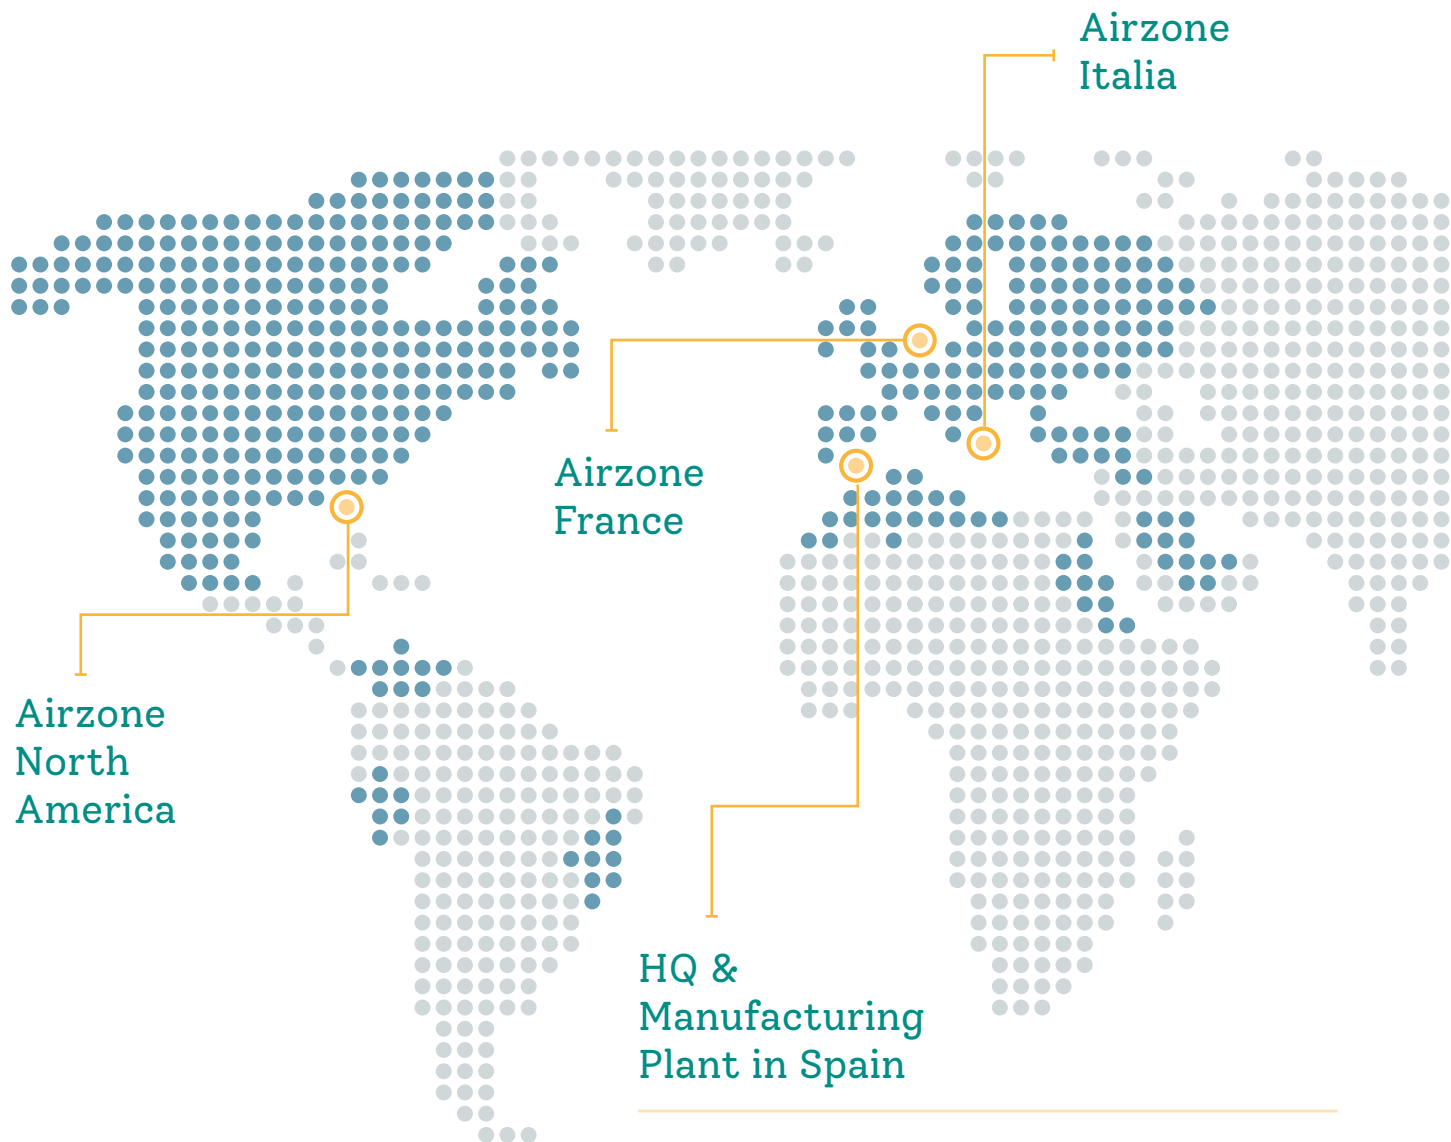 Airzone
Italia
Airzone
France
Airzone
North
America
HQ &
Manufacturing
Plant in Spain